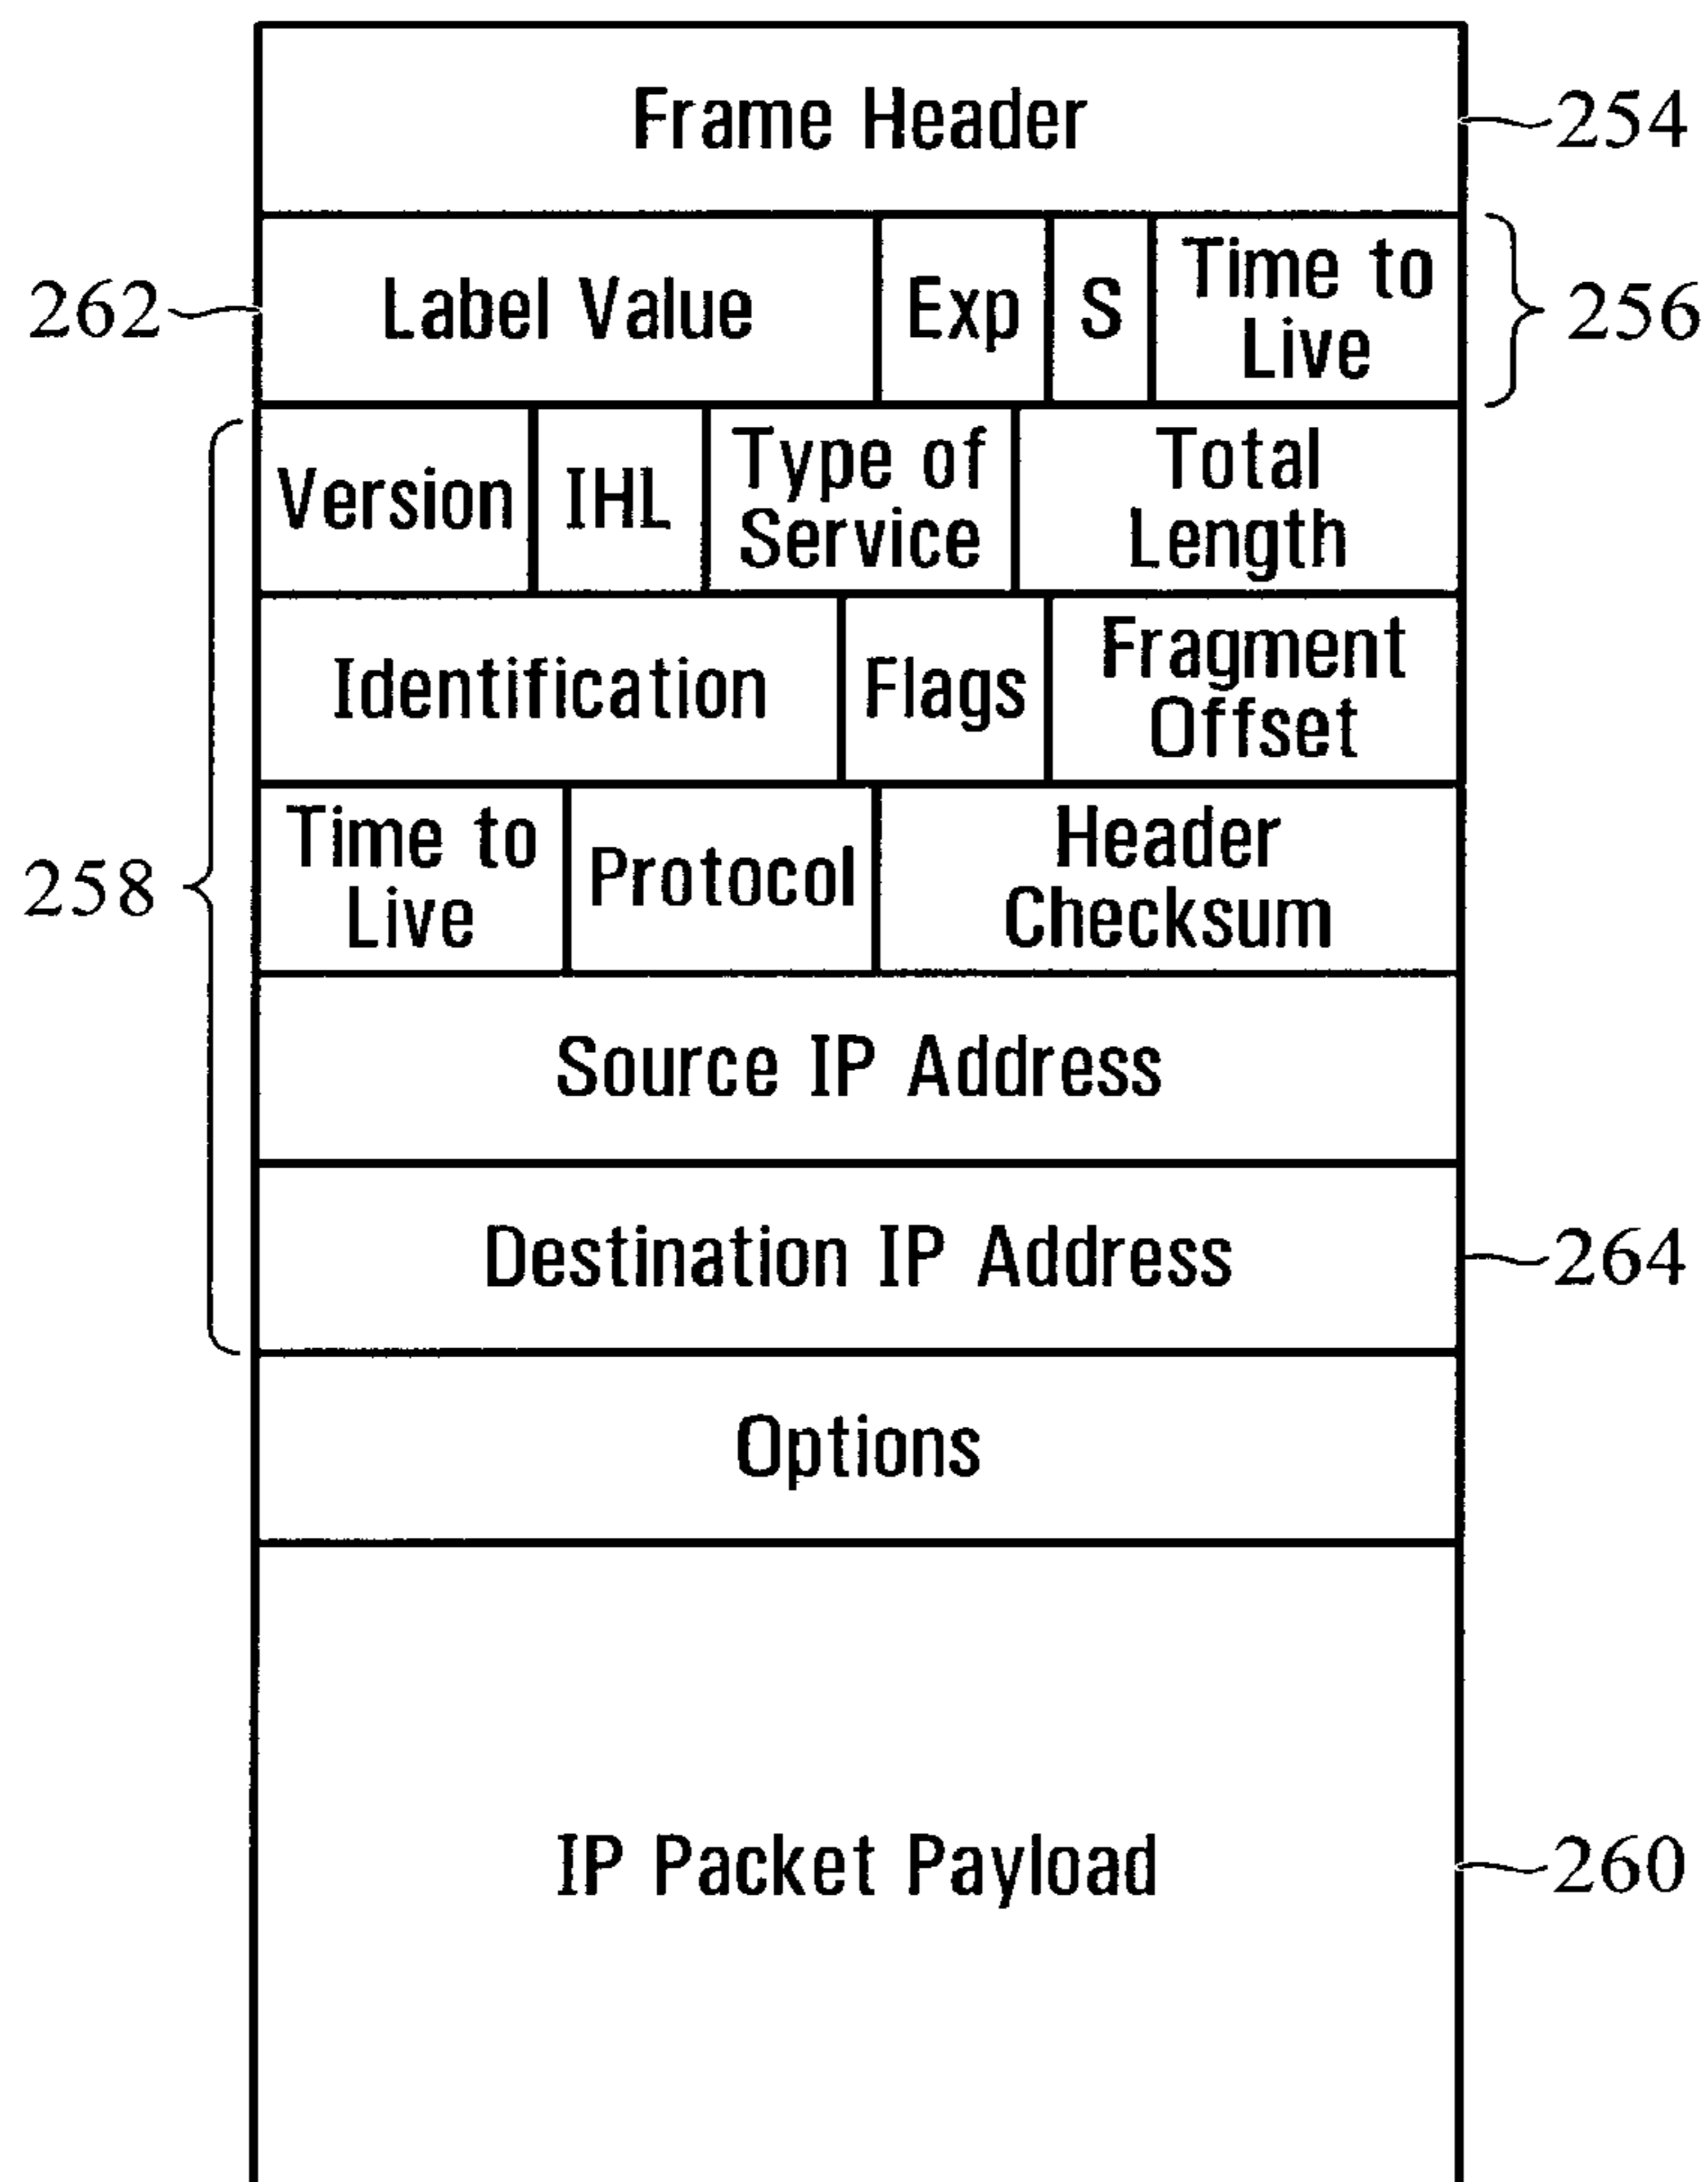 Frame Header
254
262
Label Value
Exp
S
Time to
Live
256
Version
IHL
Type of
Service
Total
Length
Identification
Flags
Fragment
Offset
258
Time to
Live
Protocol
Header
Checksum
Source IP Address
Destination IP Address
264
Options
IP Packet Payload
260